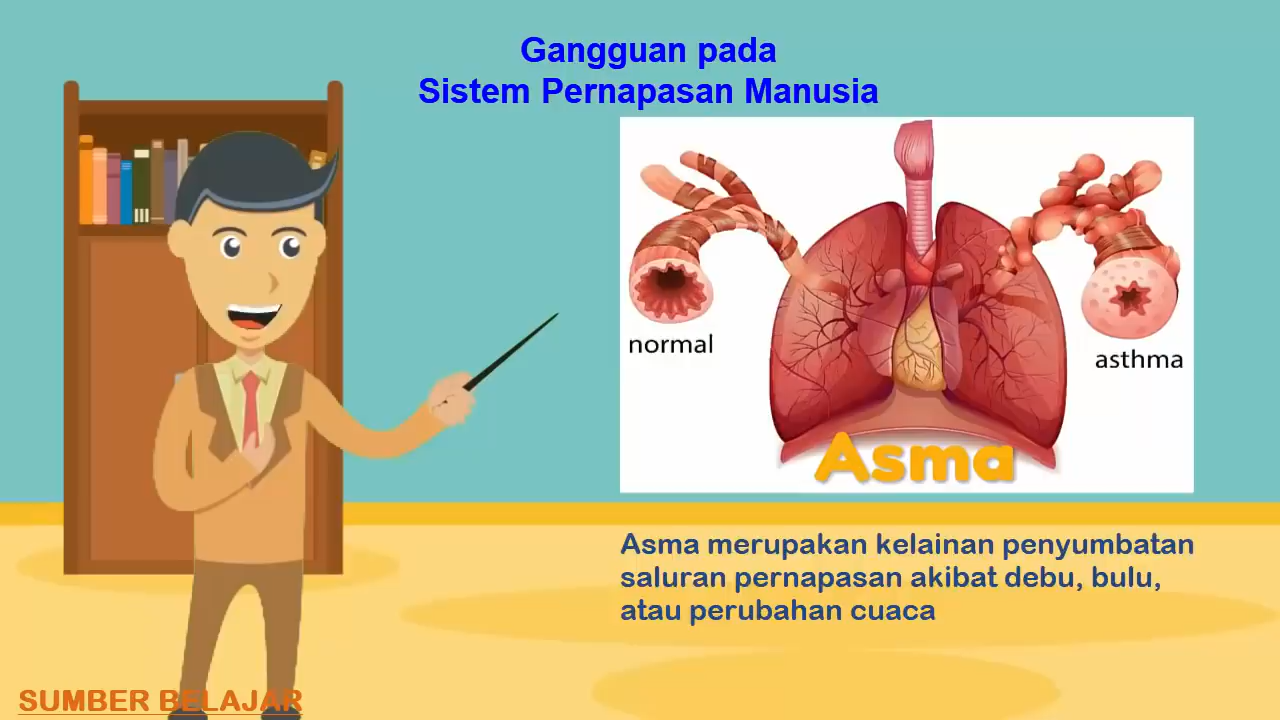 Gangguan pada
Sistem Pernapasan Manusia
normal
asthma
Asma
Asma merupakan kelainan penyumbatan
saluran pernapasan akibat debu, bulu,
atau perubahan cuaca
SUMBER BELAJAR